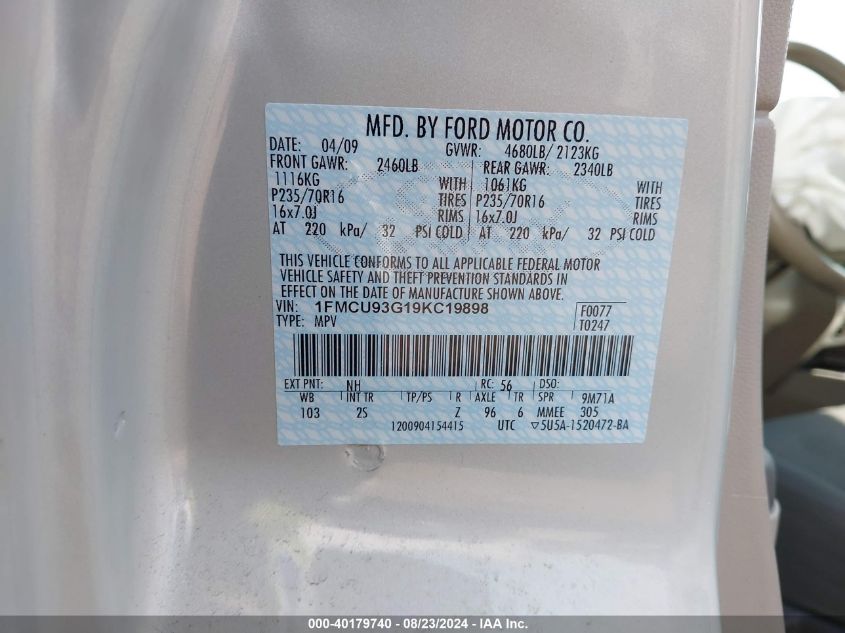 MFD. BY FORD MOTOR CO.
DATE: 04/09 GVWR: 4680LB/ 2123KG
FRONT GAWR: 2460LB REAR GAWR: 2340LB
1116KG WITH 1061KG WITH
P235/70R16 TIRES P235/70R16 TIRES
16x7.0J RIMS 16x7.0J RIMS
AT 220 kPa/ 32 PSI COLD AT 220 kPa/ 32 PSI COLD
THIS VEHICLE CONFORMS TO ALL APPLICABLE FEDERAL MOTOR
VEHICLE SAFETY AND THEFT PREVENTION STANDARDS IN
EFFECT ON THE DATE OF MANUFACTURE SHOWN ABOVE.
VIN: 1FMCU93G19KC19898 F0077
TYPE: MPV T0247
EXT PNT: NH RC: 56 DSO:
WB INT TR TP/PS R AXLE TR SPR 9M71A
103 2S Z 96 6 MMEE 305
1200904154415 UTC ▽5U5A-1520472-BA
000-40179740 - 08/23/2024 - IAA Inc.